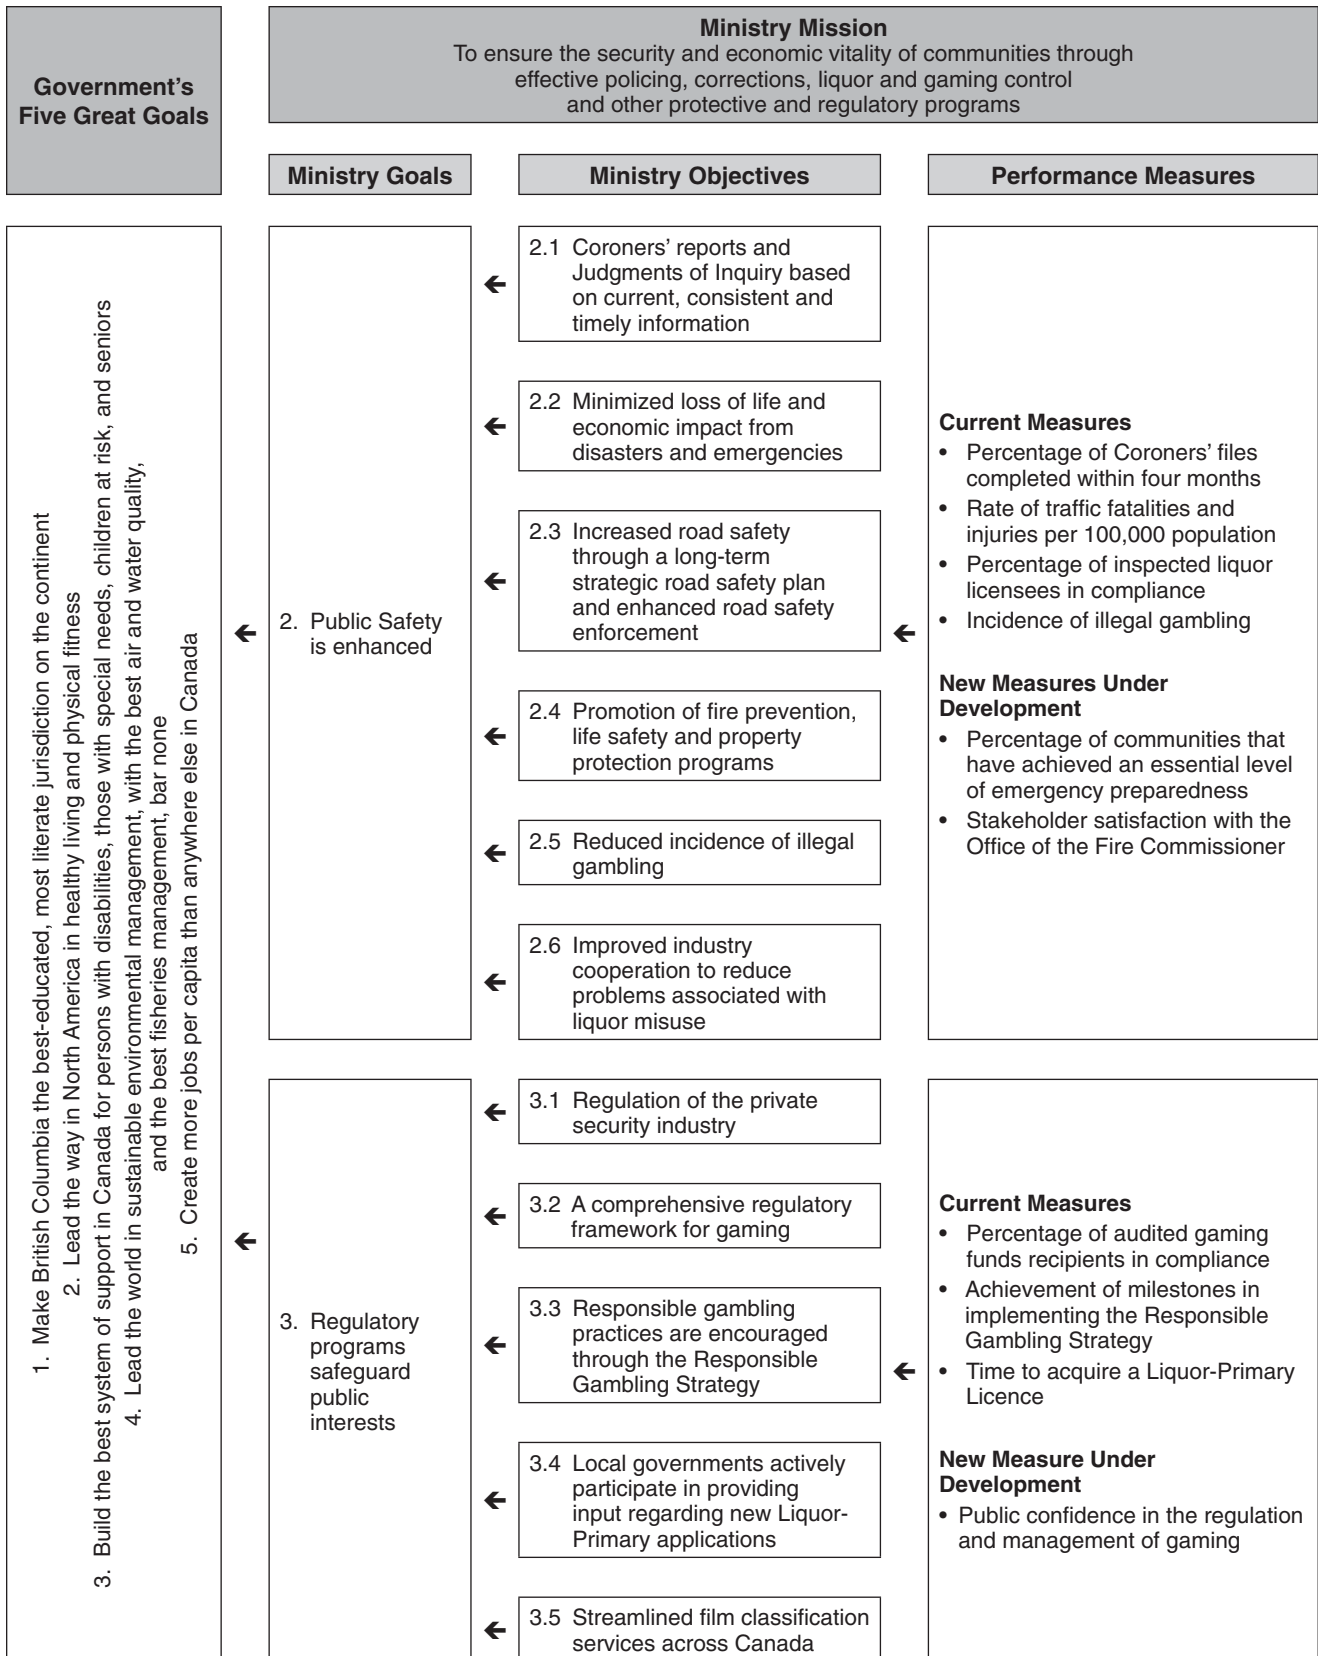 Government's
Five Great Goals
Ministry Mission
To ensure the security and economic vitality of communities through
effective policing, corrections, liquor and gaming control
and other protective and regulatory programs
Ministry Goals
Ministry Objectives
Performance Measures
1. Make British Columbia the best-educated, most literate jurisdiction on the continent
2. Lead the way in North America in healthy living and physical fitness
3. Build the best system of support in Canada for persons with disabilities, those with special needs, children at risk, and seniors
4. Lead the world in sustainable environmental management, with the best air and water quality,
and the best fisheries management, bar none
5. Create more jobs per capita than anywhere else in Canada
2. Public Safety
is enhanced
2.1 Coroners' reports and
Judgments of Inquiry based
on current, consistent and
timely information
2.2 Minimized loss of life and
economic impact from
disasters and emergencies
2.3 Increased road safety
through a long-term
strategic road safety plan
and enhanced road safety
enforcement
2.4 Promotion of fire prevention,
life safety and property
protection programs
2.5 Reduced incidence of illegal
gambling
2.6 Improved industry
cooperation to reduce
problems associated with
liquor misuse
Current Measures
• Percentage of Coroners' files
completed within four months
• Rate of traffic fatalities and
injuries per 100,000 population
• Percentage of inspected liquor
licensees in compliance
• Incidence of illegal gambling
New Measures Under
Development
• Percentage of communities that
have achieved an essential level
of emergency preparedness
• Stakeholder satisfaction with the
Office of the Fire Commissioner
3. Regulatory
programs
safeguard
public
interests
3.1 Regulation of the private
security industry
3.2 A comprehensive regulatory
framework for gaming
3.3 Responsible gambling
practices are encouraged
through the Responsible
Gambling Strategy
3.4 Local governments actively
participate in providing
input regarding new Liquor-
Primary applications
3.5 Streamlined film classification
services across Canada
Current Measures
• Percentage of audited gaming
funds recipients in compliance
• Achievement of milestones in
implementing the Responsible
Gambling Strategy
• Time to acquire a Liquor-Primary
Licence
New Measure Under
Development
• Public confidence in the regulation
and management of gaming